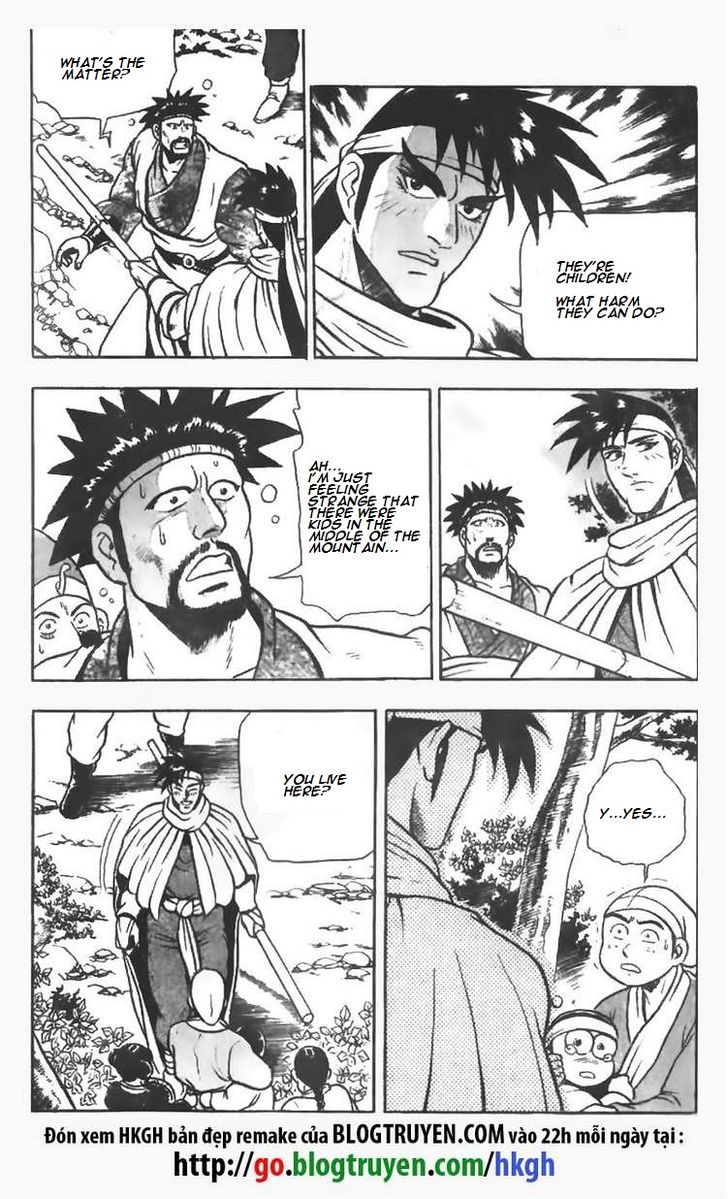 WHAT'S THE
MATTER?
THEY'RE
CHILDREN!
WHAT HARM
THEY CAN DO?
AH...
I'M JUST
FEELING
STRANGE THAT
THERE WERE
KIDS IN THE
MIDDLE OF THE
MOUNTAIN...
YOU LIVE
HERE?
Y...YES...
Đón xem HKGH bản đẹp remake của BLOGTRUYEN.COM vào 22h mỗi ngày tại :
http://go.blogtruyen.com/hkgh